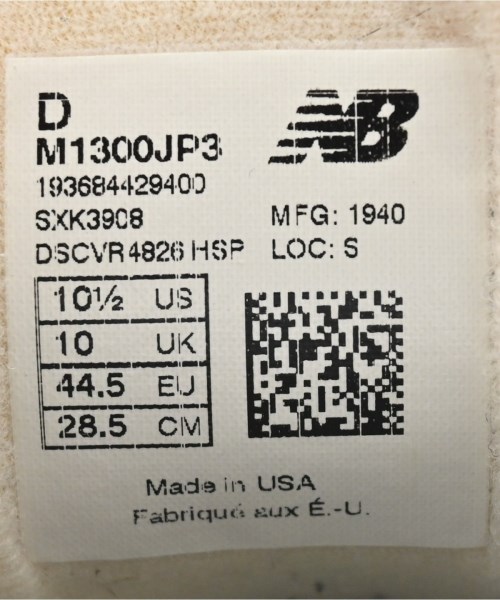 D
NB
M1300JP3
193684429400
SXK3908
MFG: 1940
DSCVR4826 HSP
LOC: S
10½ US
10 UK
44.5 EU
28.5 CM
Made in USA
Fabriqué aux É.-U.